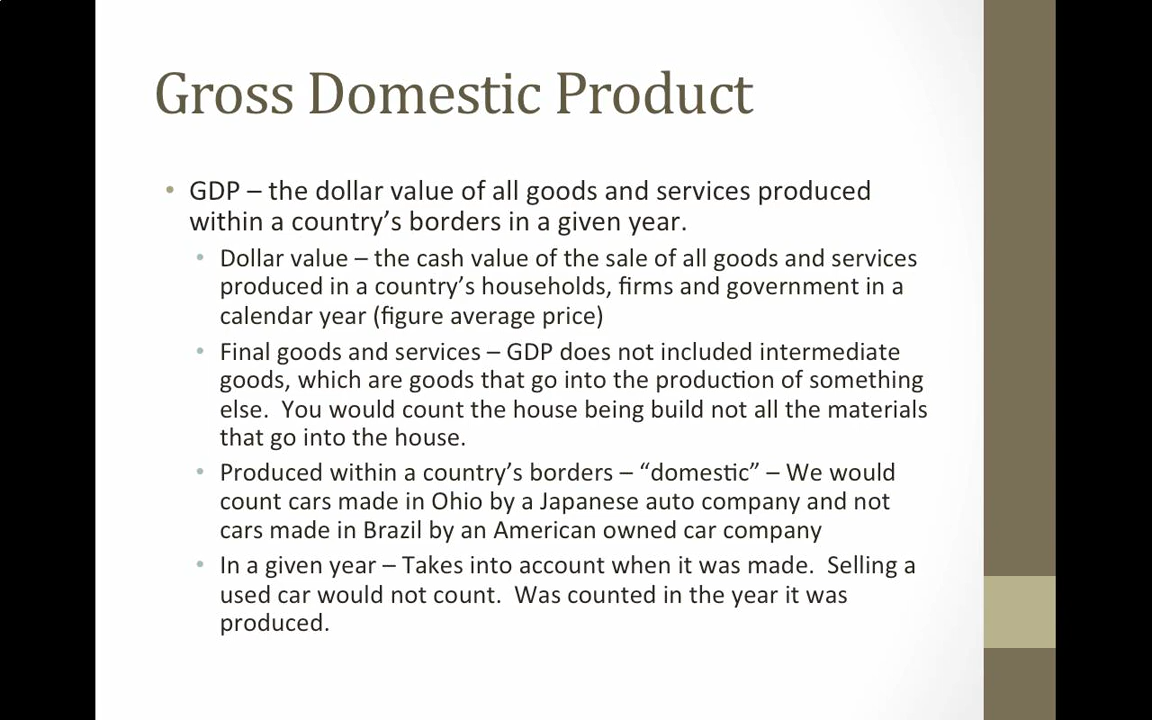 Gross Domestic Product
• GDP – the dollar value of all goods and services produced
within a country’s borders in a given year.
• Dollar value – the cash value of the sale of all goods and services
produced in a country’s households, firms and government in a
calendar year (figure average price)
• Final goods and services – GDP does not included intermediate
goods, which are goods that go into the production of something
else.  You would count the house being build not all the materials
that go into the house.
• Produced within a country’s borders – “domestic” – We would
count cars made in Ohio by a Japanese auto company and not
cars made in Brazil by an American owned car company
• In a given year – Takes into account when it was made.  Selling a
used car would not count.  Was counted in the year it was
produced.